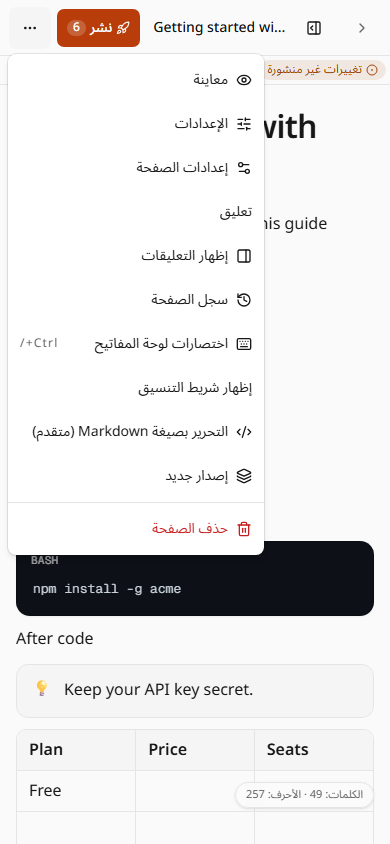 Getting started wi...
نشر 6
تغييرات غير منشورة
معاينة
الإعدادات
إعدادات الصفحة
تعليق
إظهار التعليقات
سجل الصفحة
اختصارات لوحة المفاتيح /+Ctrl
إظهار شريط التنسيق
التحرير بصيغة Markdown (متقدم)
إصدار جديد
حذف الصفحة
with
this guide
BASH
npm install -g acme
After code
Keep your API key secret.
Plan Price Seats
Free
الكلمات: 49 · الأحرف: 257